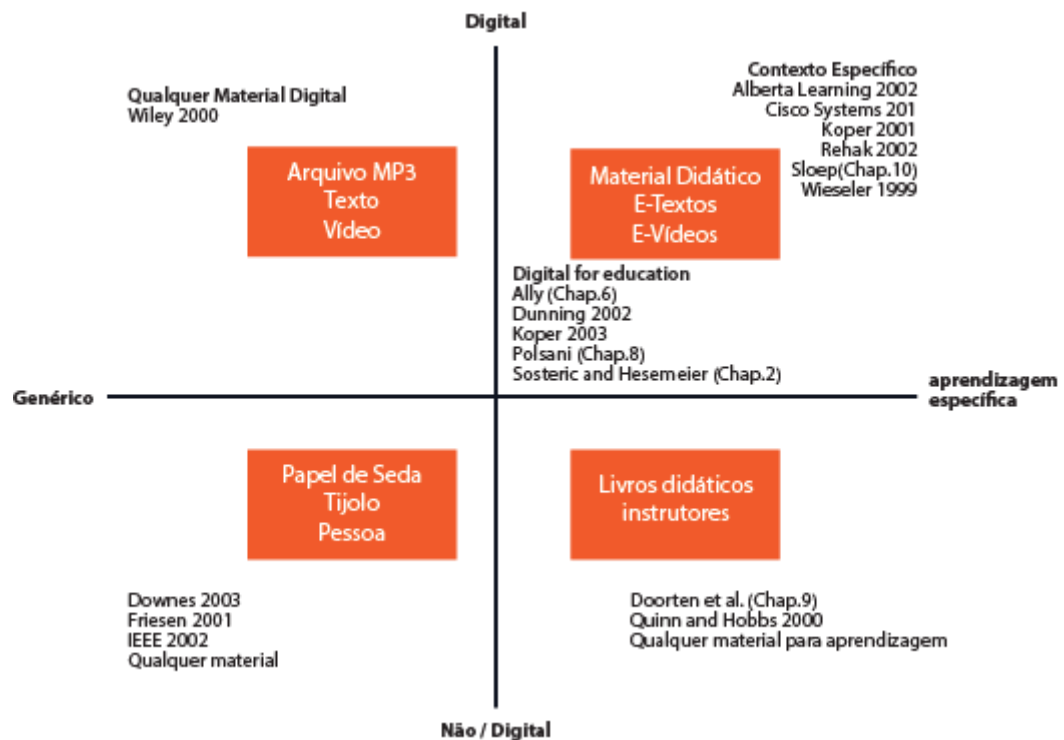 Digital
Qualquer Material Digital
Wiley 2000
Contexto Específico
Alberta Learning 2002
Cisco Systems 201
Koper 2001
Rehak 2002
Sloep(Chap.10)
Wieseler 1999
Arquivo MP3
Texto
Vídeo
Material Didático
E-Textos
E-Vídeos
Digital for education
Ally (Chap.6)
Dunning 2002
Koper 2003
Polsani (Chap.8)
Sosteric and Hesemeier (Chap.2)
Genérico
aprendizagem
específica
Papel de Seda
Tijolo
Pessoa
Livros didáticos
instrutores
Downes 2003
Friesen 2001
IEEE 2002
Qualquer material
Doorten et al. (Chap.9)
Quinn and Hobbs 2000
Qualquer material para aprendizagem
Não / Digital